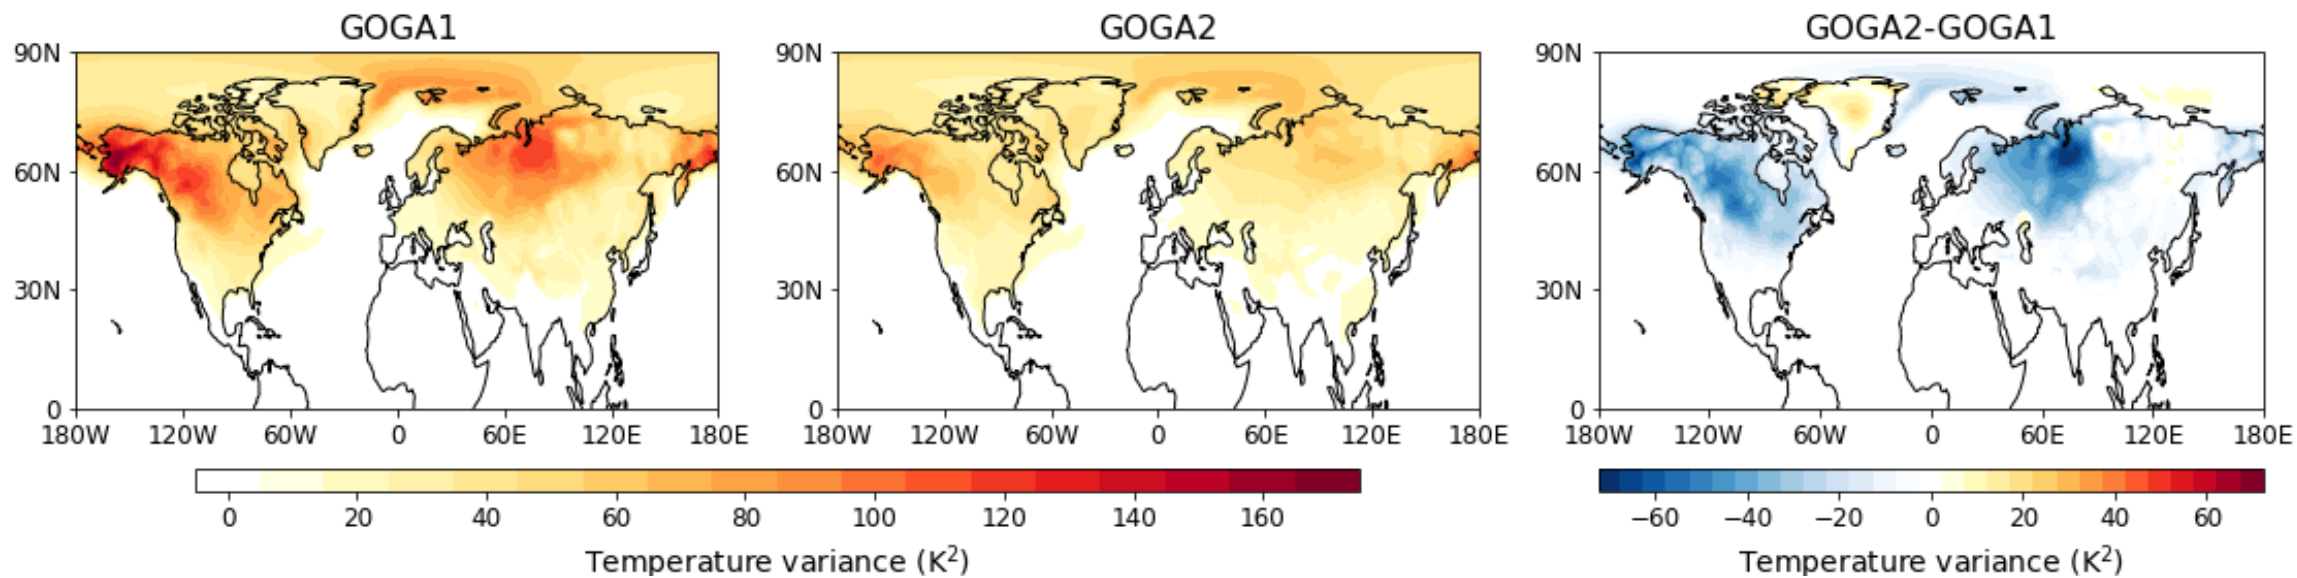 GOGA1 GOGA2 GOGA2-GOGA1
90N 90N 90N
60N 60N 60N
30N 30N 30N
0 0 0
180W 120W 60W 0 60E 120E 180E 180W 120W 60W 0 60E 120E 180E 180W 120W 60W 0 60E 120E 180E
0 20 40 60 80 100 120 140 160 −60 −40 −20 0 20 40 60
Temperature variance (K²) Temperature variance (K²)